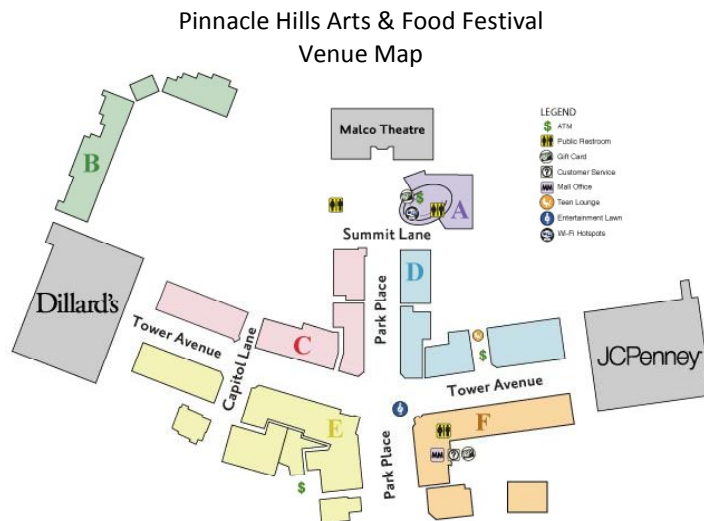 Pinnacle Hills Arts & Food Festival
Venue Map
Malco Theatre
LEGEND
$ ATM
Public Restroom
Gift Card
? Customer Service
MM Mall Office
Teen Lounge
Entertainment Lawn
Wi-Fi Hotspots
B
$
A
Summit Lane
Dillard's
D
Park Place
Tower Avenue
Capitol Lane
C
$
JCPenney
Tower Avenue
E
F
Park Place
MM ?
$